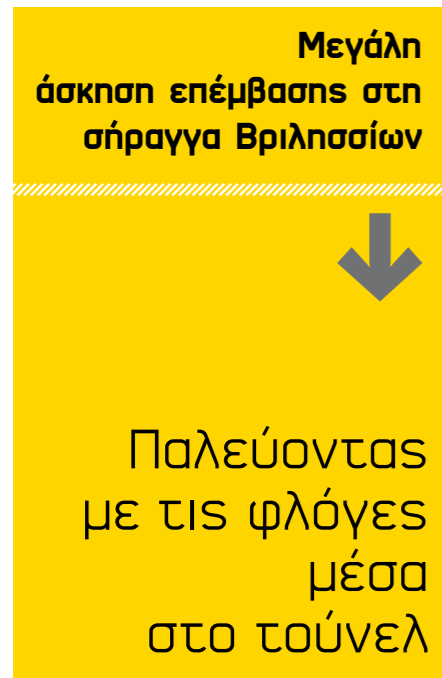 Μεγάλη
άσκηση επέμβασης στη
σήραγγα Βριλησσίων
Παλεύοντας
με τις φλόγες
μέσα
στο τούνελ